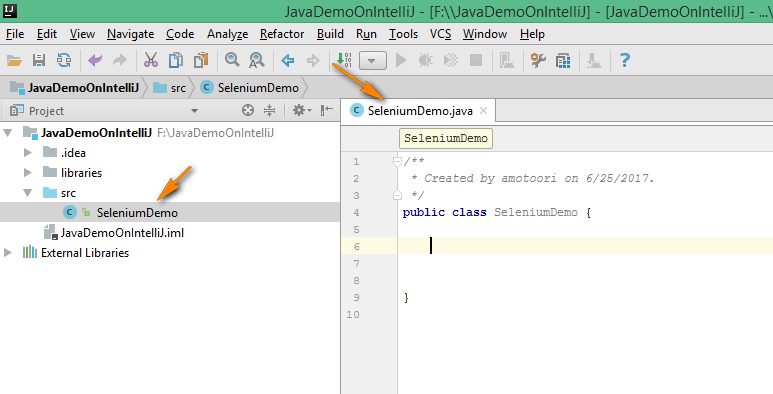 JavaDemoOnIntelliJ - [F:\\JavaDemoOnIntelliJ] - [JavaDemoOnIntelliJ] - ...\
File Edit View Navigate Code Analyze Refactor Build Run Tools VCS Window Help
JavaDemoOnIntelliJ src SeleniumDemo
Project
SeleniumDemo.java
JavaDemoOnIntelliJ F:\JavaDemoOnIntelliJ
.idea
libraries
src
SeleniumDemo
JavaDemoOnIntelliJ.iml
External Libraries
SeleniumDemo
1 /**
2 * Created by amotoori on 6/25/2017.
3 */
4 public class SeleniumDemo {
5
6
7
8
9 }
10